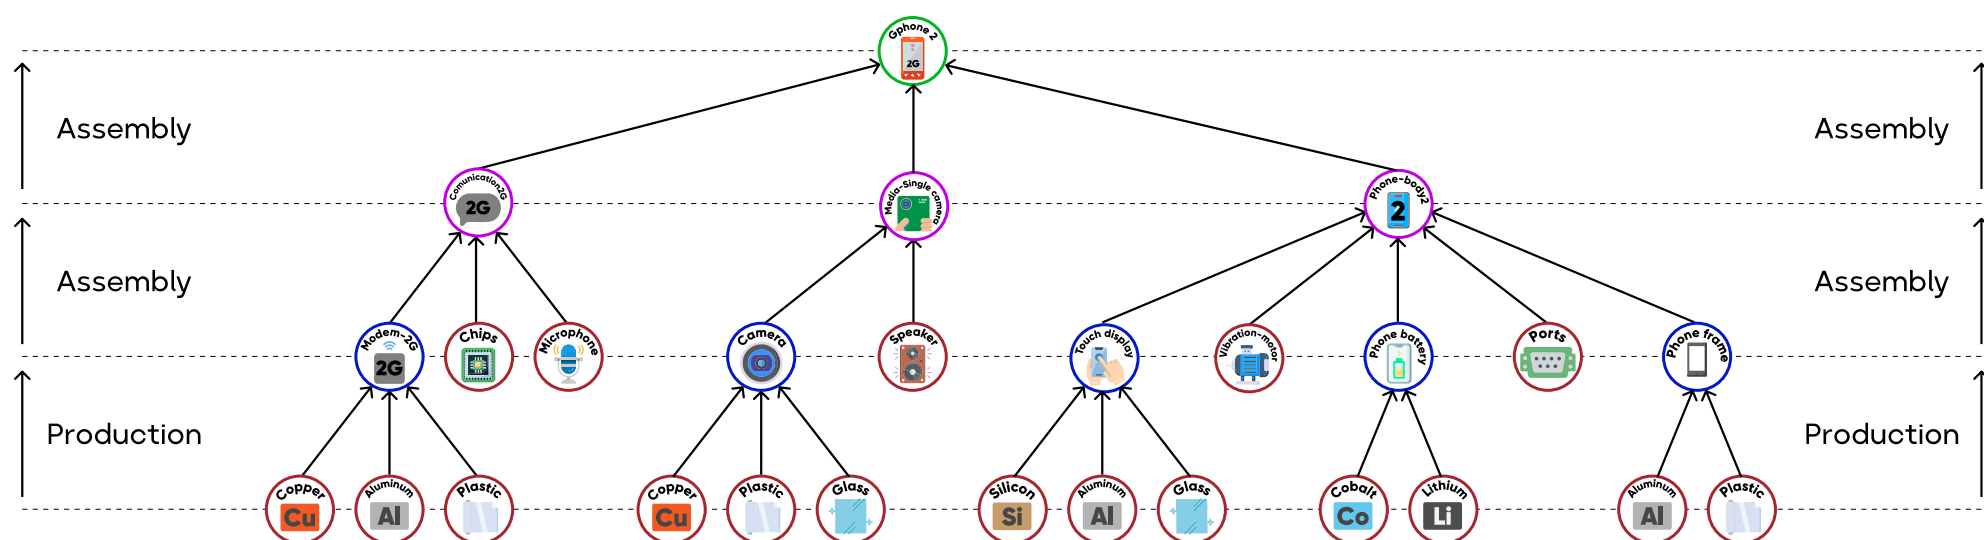 Gphone 2
2G
Assembly
Assembly
Comunication2G
2G
Media-Single camera
Phone-body2
2
Assembly
Assembly
Modem-2G
2G
Chips
Microphone
Camera
Speaker
Touch display
Vibration-motor
Phone battery
Ports
Phone frame
Production
Production
Copper
Cu
Aluminum
Al
Plastic
Copper
Cu
Plastic
Glass
Silicon
Si
Aluminum
Al
Glass
Cobalt
Co
Lithium
Li
Aluminum
Al
Plastic